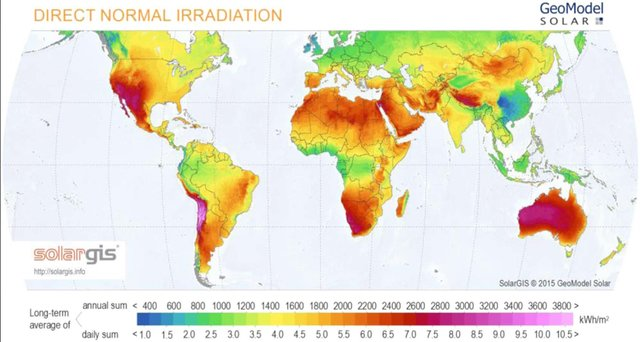 DIRECT NORMAL IRRADIATION
GeoModel
SOLAR
solargis
http://solargis.info
SolarGIS © 2015 GeoModel Solar
Long-term
average of
annual sum < 400 600 800 1000 1200 1400 1600 1800 2000 2200 2400 2600 2800 3000 3200 3400 3600 3800 >
kWh/m²
daily sum < 1.0 1.5 2.0 2.5 3.0 3.5 4.0 4.5 5.0 5.5 6.0 6.5 7.0 7.5 8.0 8.5 9.0 9.5 10.0 10.5 >